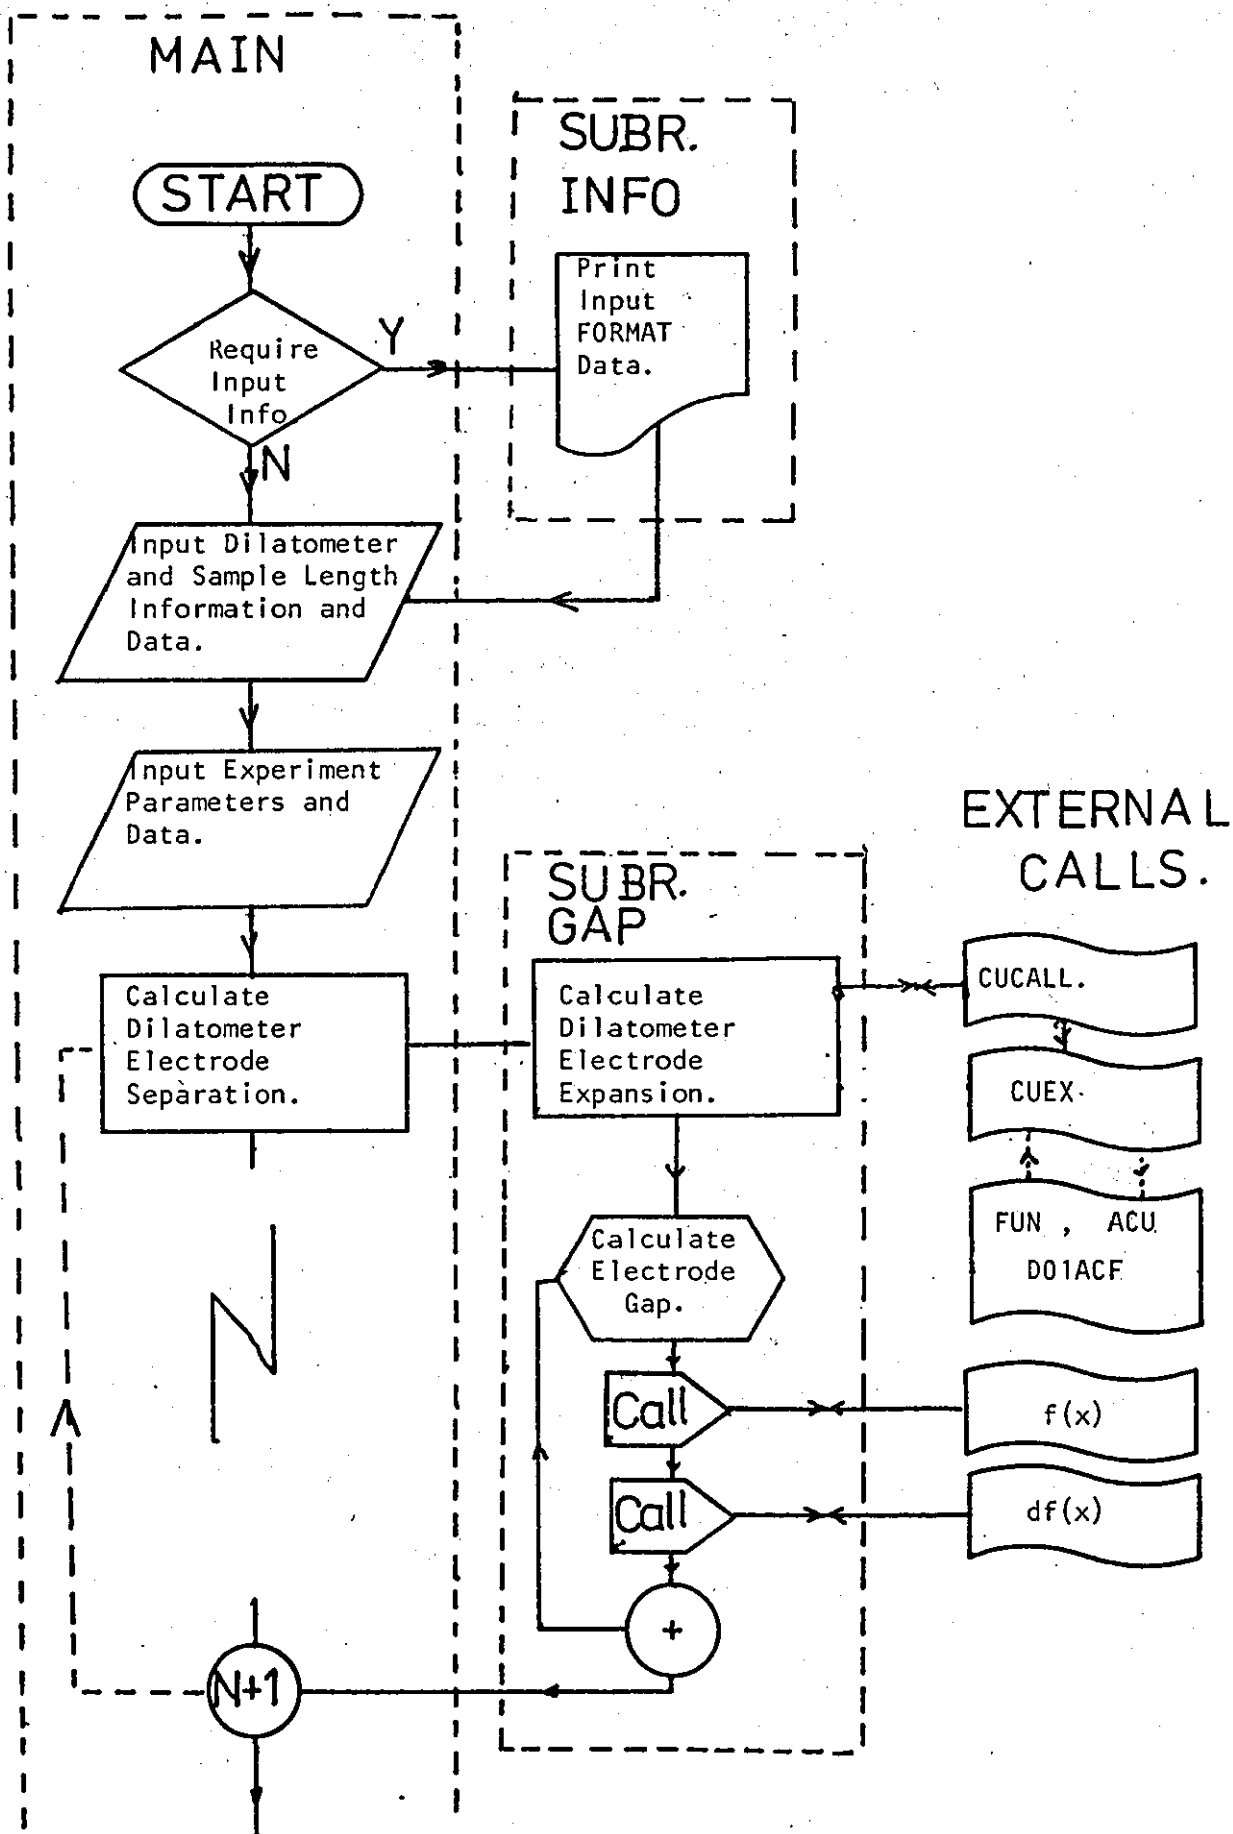 MAIN
START
Require
Input
Info
Y
N
SUBR.
INFO
Print
Input
FORMAT
Data.
Input Dilatometer
and Sample Length
Information and
Data.
Input Experiment
Parameters and
Data.
Calculate
Dilatometer
Electrode
Separation.
N
N+1
SUBR.
GAP
Calculate
Dilatometer
Electrode
Expansion.
Calculate
Electrode
Gap.
Call
Call
+
EXTERNAL
CALLS.
CUCALL.
CUEX.
FUN , ACU
D01ACF
f(x)
df(x)